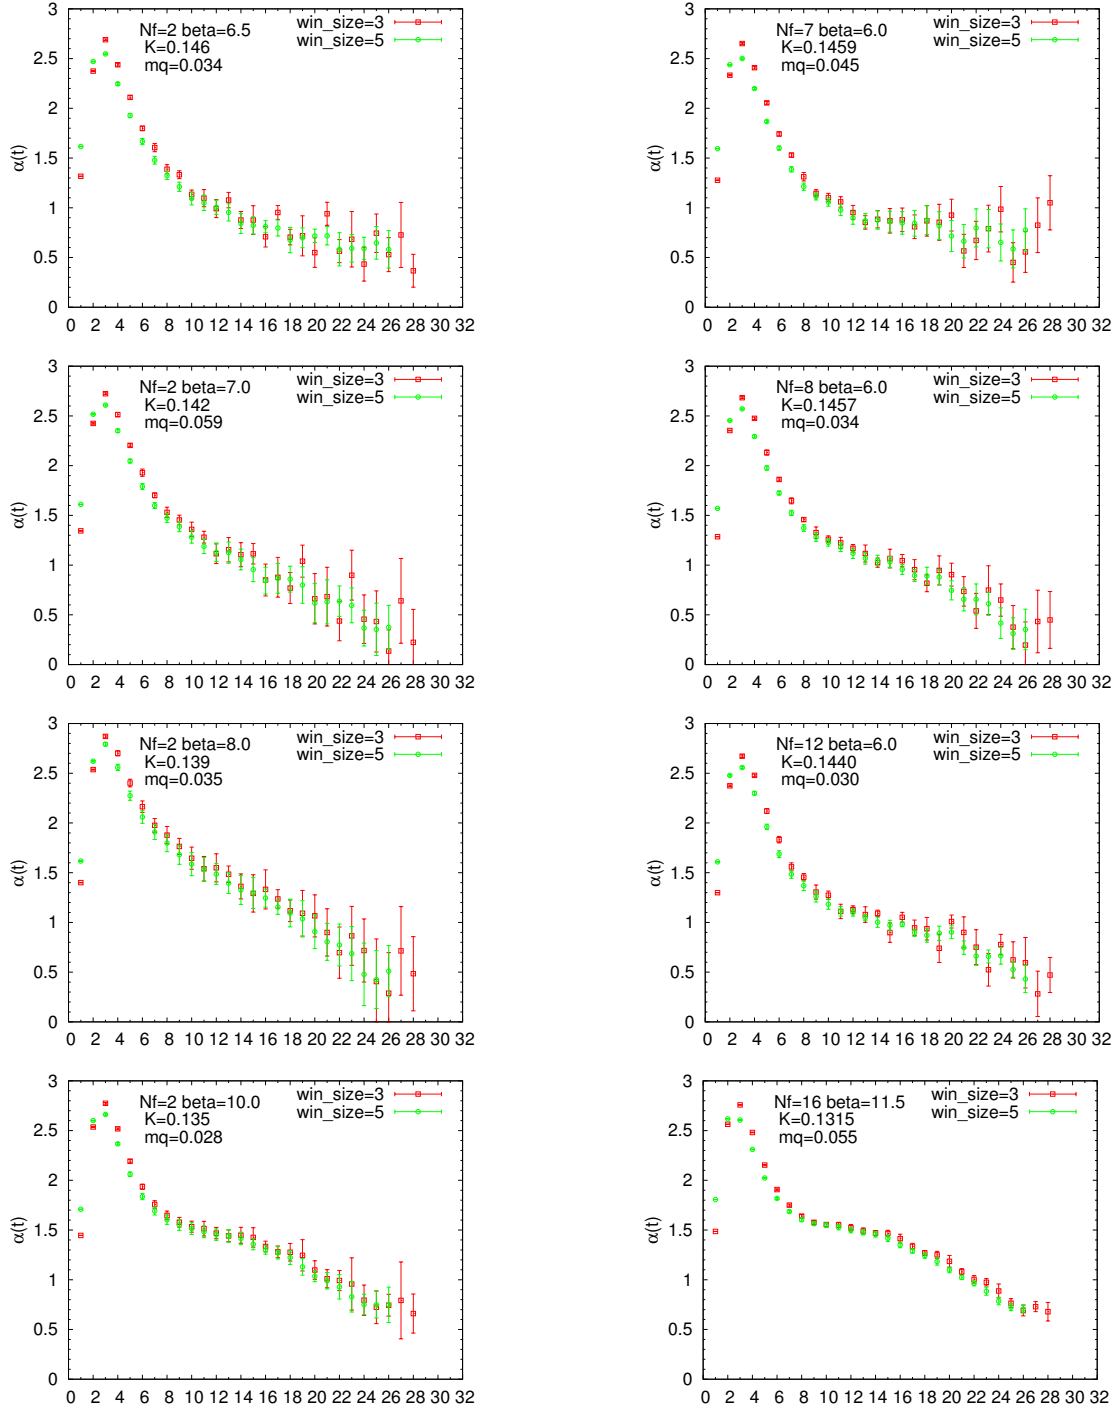 3
2.5
2
1.5
1
0.5
0
α(t)
Nf=2 beta=6.5
K=0.146
mq=0.034
win_size=3
win_size=5
0 2 4 6 8 10 12 14 16 18 20 22 24 26 28 30 32
3
2.5
2
1.5
1
0.5
0
α(t)
Nf=7 beta=6.0
K=0.1459
mq=0.045
win_size=3
win_size=5
0 2 4 6 8 10 12 14 16 18 20 22 24 26 28 30 32
3
2.5
2
1.5
1
0.5
0
α(t)
Nf=2 beta=7.0
K=0.142
mq=0.059
win_size=3
win_size=5
0 2 4 6 8 10 12 14 16 18 20 22 24 26 28 30 32
3
2.5
2
1.5
1
0.5
0
α(t)
Nf=8 beta=6.0
K=0.1457
mq=0.034
win_size=3
win_size=5
0 2 4 6 8 10 12 14 16 18 20 22 24 26 28 30 32
3
2.5
2
1.5
1
0.5
0
α(t)
Nf=2 beta=8.0
K=0.139
mq=0.035
win_size=3
win_size=5
0 2 4 6 8 10 12 14 16 18 20 22 24 26 28 30 32
3
2.5
2
1.5
1
0.5
0
α(t)
Nf=12 beta=6.0
K=0.1440
mq=0.030
win_size=3
win_size=5
0 2 4 6 8 10 12 14 16 18 20 22 24 26 28 30 32
3
2.5
2
1.5
1
0.5
0
α(t)
Nf=2 beta=10.0
K=0.135
mq=0.028
win_size=3
win_size=5
0 2 4 6 8 10 12 14 16 18 20 22 24 26 28 30 32
3
2.5
2
1.5
1
0.5
0
α(t)
Nf=16 beta=11.5
K=0.1315
mq=0.055
win_size=3
win_size=5
0 2 4 6 8 10 12 14 16 18 20 22 24 26 28 30 32